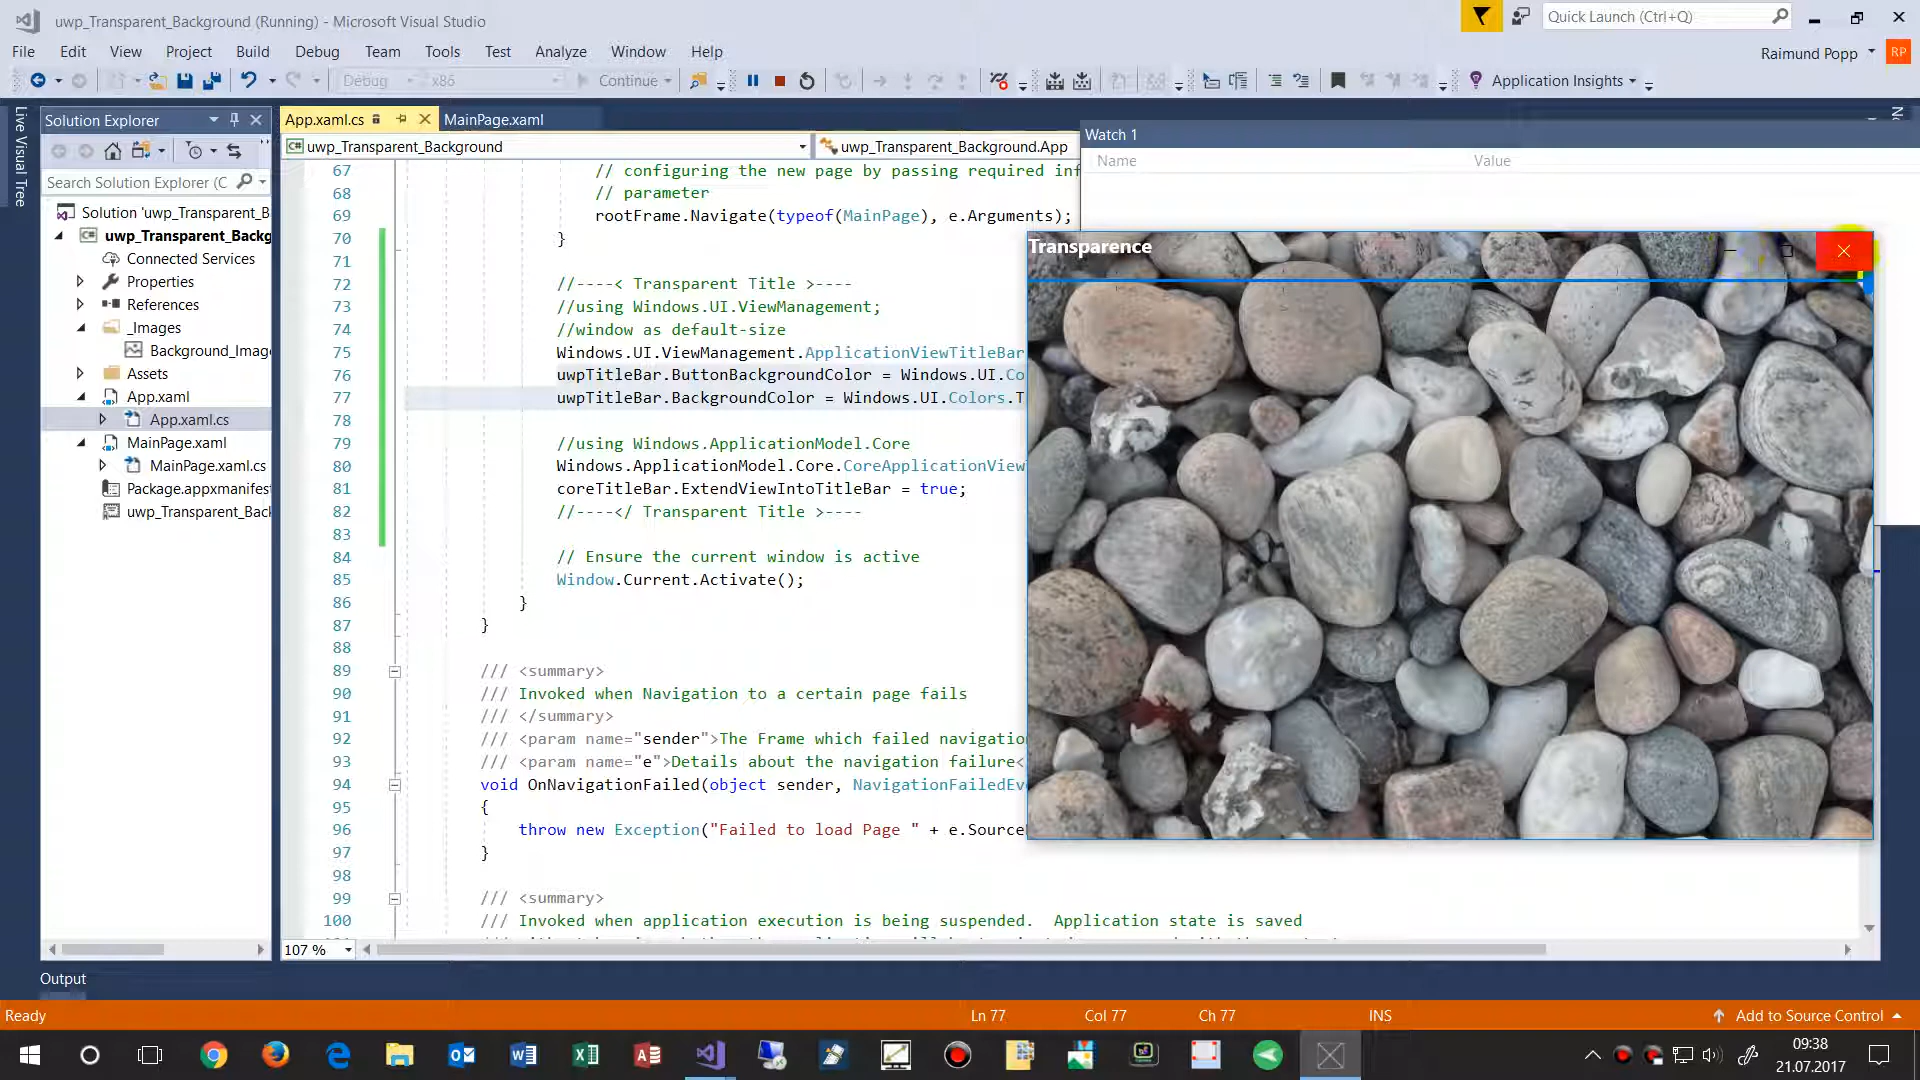 uwp_Transparent_Background (Running) - Microsoft Visual Studio
Quick Launch (Ctrl+Q)
File Edit View Project Build Debug Team Tools Test Analyze Window Help
Raimund Popp RP
Debug x86 Continue Application Insights
Live Visual Tree
Solution Explorer
Search Solution Explorer (C
Solution 'uwp_Transparent_B
uwp_Transparent_Backg
Connected Services
Properties
References
_Images
Background_Imag
Assets
App.xaml
App.xaml.cs
MainPage.xaml
MainPage.xaml.cs
Package.appxmanifest
uwp_Transparent_Back
App.xaml.cs MainPage.xaml
uwp_Transparent_Background uwp_Transparent_Background.App
Watch 1
Name Value
67 // configuring the new page by passing required inf
68 // parameter
69 rootFrame.Navigate(typeof(MainPage), e.Arguments);
70 }
71
72 //----< Transparent Title >----
73 //using Windows.UI.ViewManagement;
74 //window as default-size
75 Windows.UI.ViewManagement.ApplicationViewTitleBar
76 uwpTitleBar.ButtonBackgroundColor = Windows.UI.Co
77 uwpTitleBar.BackgroundColor = Windows.UI.Colors.T
78
79 //using Windows.ApplicationModel.Core
80 Windows.ApplicationModel.Core.CoreApplicationView
81 coreTitleBar.ExtendViewIntoTitleBar = true;
82 //----</ Transparent Title >----
83
84 // Ensure the current window is active
85 Window.Current.Activate();
86 }
87 }
88
89 /// <summary>
90 /// Invoked when Navigation to a certain page fails
91 /// </summary>
92 /// <param name="sender">The Frame which failed navigation
93 /// <param name="e">Details about the navigation failure<
94 void OnNavigationFailed(object sender, NavigationFailedEv
95 {
96 throw new Exception("Failed to load Page " + e.Source
97 }
98
99 /// <summary>
100 /// Invoked when application execution is being suspended.  Application state is saved
Transparence
107 %
Output
Ready Ln 77 Col 77 Ch 77 INS Add to Source Control
09:38
21.07.2017